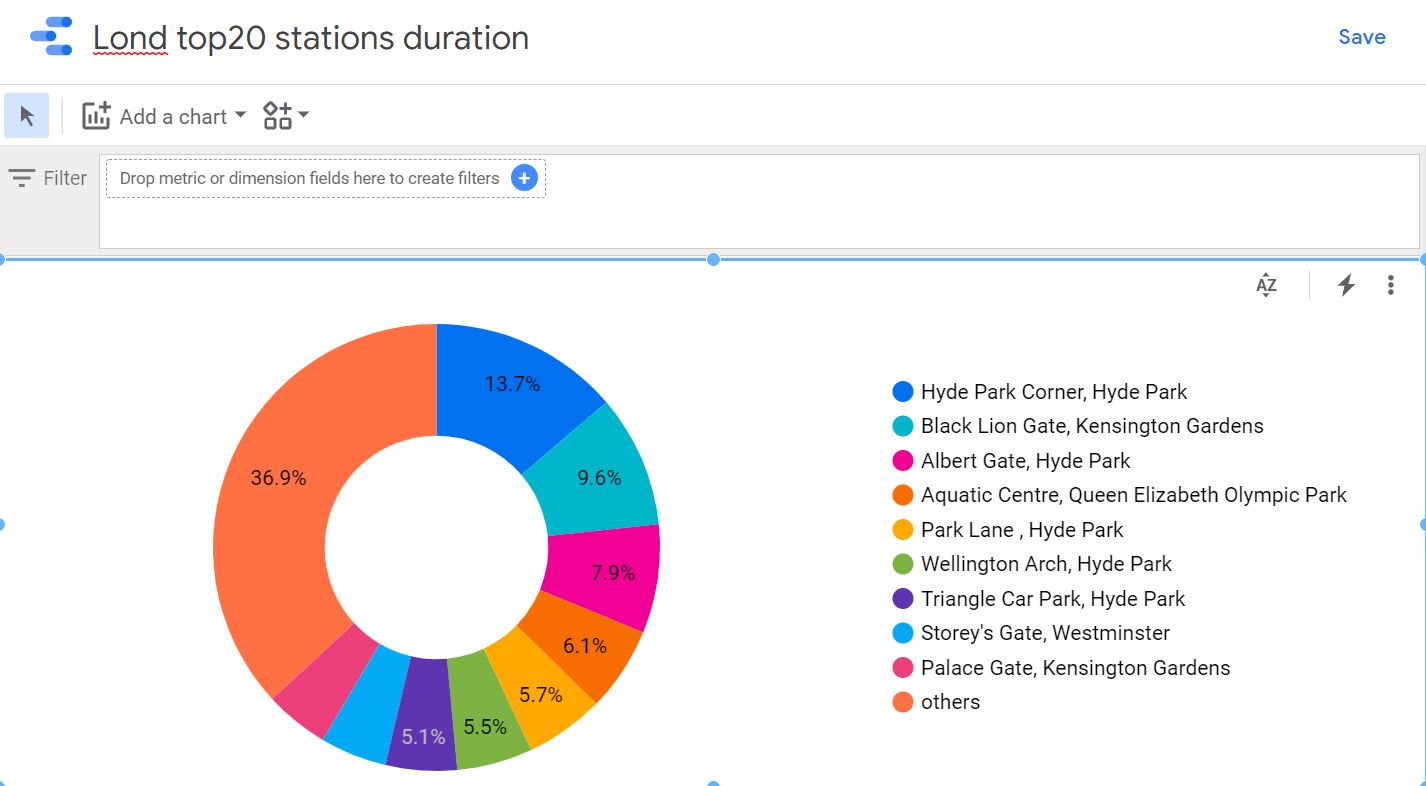 Lond top20 stations duration
Save
Add a chart
Filter
Drop metric or dimension fields here to create filters
AZ
13.7%
9.6%
7.9%
6.1%
5.7%
5.5%
5.1%
36.9%
Hyde Park Corner, Hyde Park
Black Lion Gate, Kensington Gardens
Albert Gate, Hyde Park
Aquatic Centre, Queen Elizabeth Olympic Park
Park Lane , Hyde Park
Wellington Arch, Hyde Park
Triangle Car Park, Hyde Park
Storey's Gate, Westminster
Palace Gate, Kensington Gardens
others